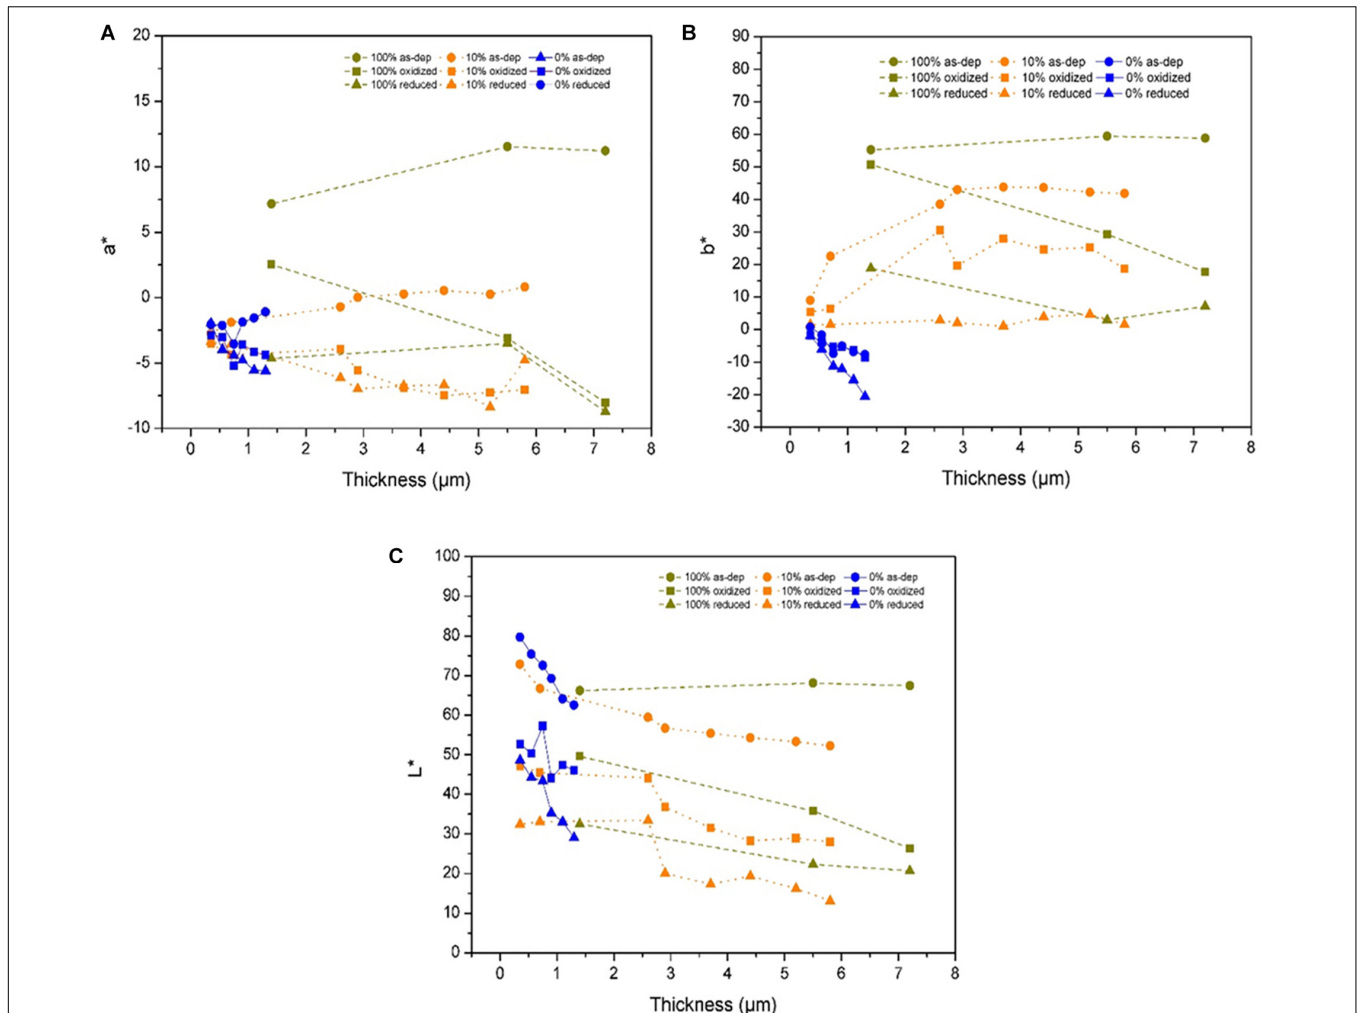 A
20
15
10
5
0
-5
-10
a*
100% as-dep 10% as-dep 0% as-dep
100% oxidized 10% oxidized 0% oxidized
100% reduced 10% reduced 0% reduced
0 1 2 3 4 5 6 7 8
Thickness (µm)
B
90
80
70
60
50
40
30
20
10
0
-10
-20
-30
b*
100% as-dep 10% as-dep 0% as-dep
100% oxidized 10% oxidized 0% oxidized
100% reduced 10% reduced 0% reduced
0 1 2 3 4 5 6 7 8
Thickness (µm)
C
100
90
80
70
60
50
40
30
20
10
0
L*
100% as-dep 10% as-dep 0% as-dep
100% oxidized 10% oxidized 0% oxidized
100% reduced 10% reduced 0% reduced
0 1 2 3 4 5 6 7 8
Thickness (µm)